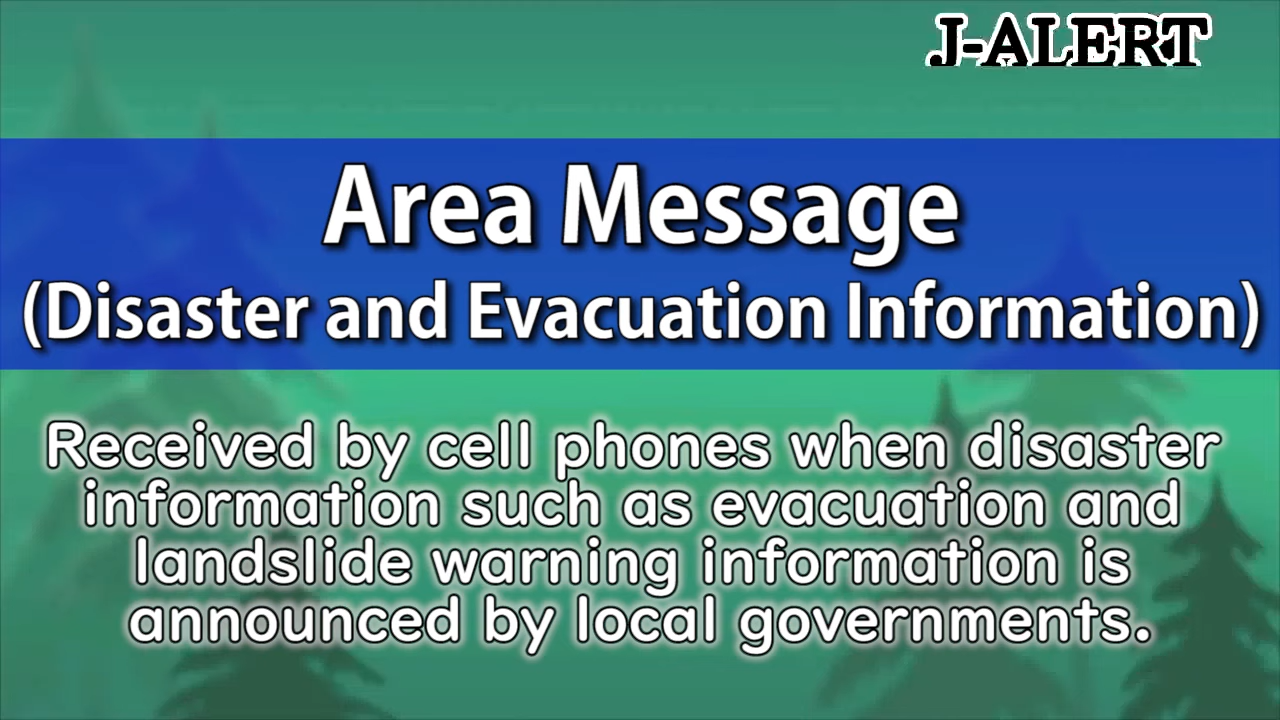 J-ALERT
Area Message
(Disaster and Evacuation Information)
Received by cell phones when disaster
information such as evacuation and
landslide warning information is
announced by local governments.